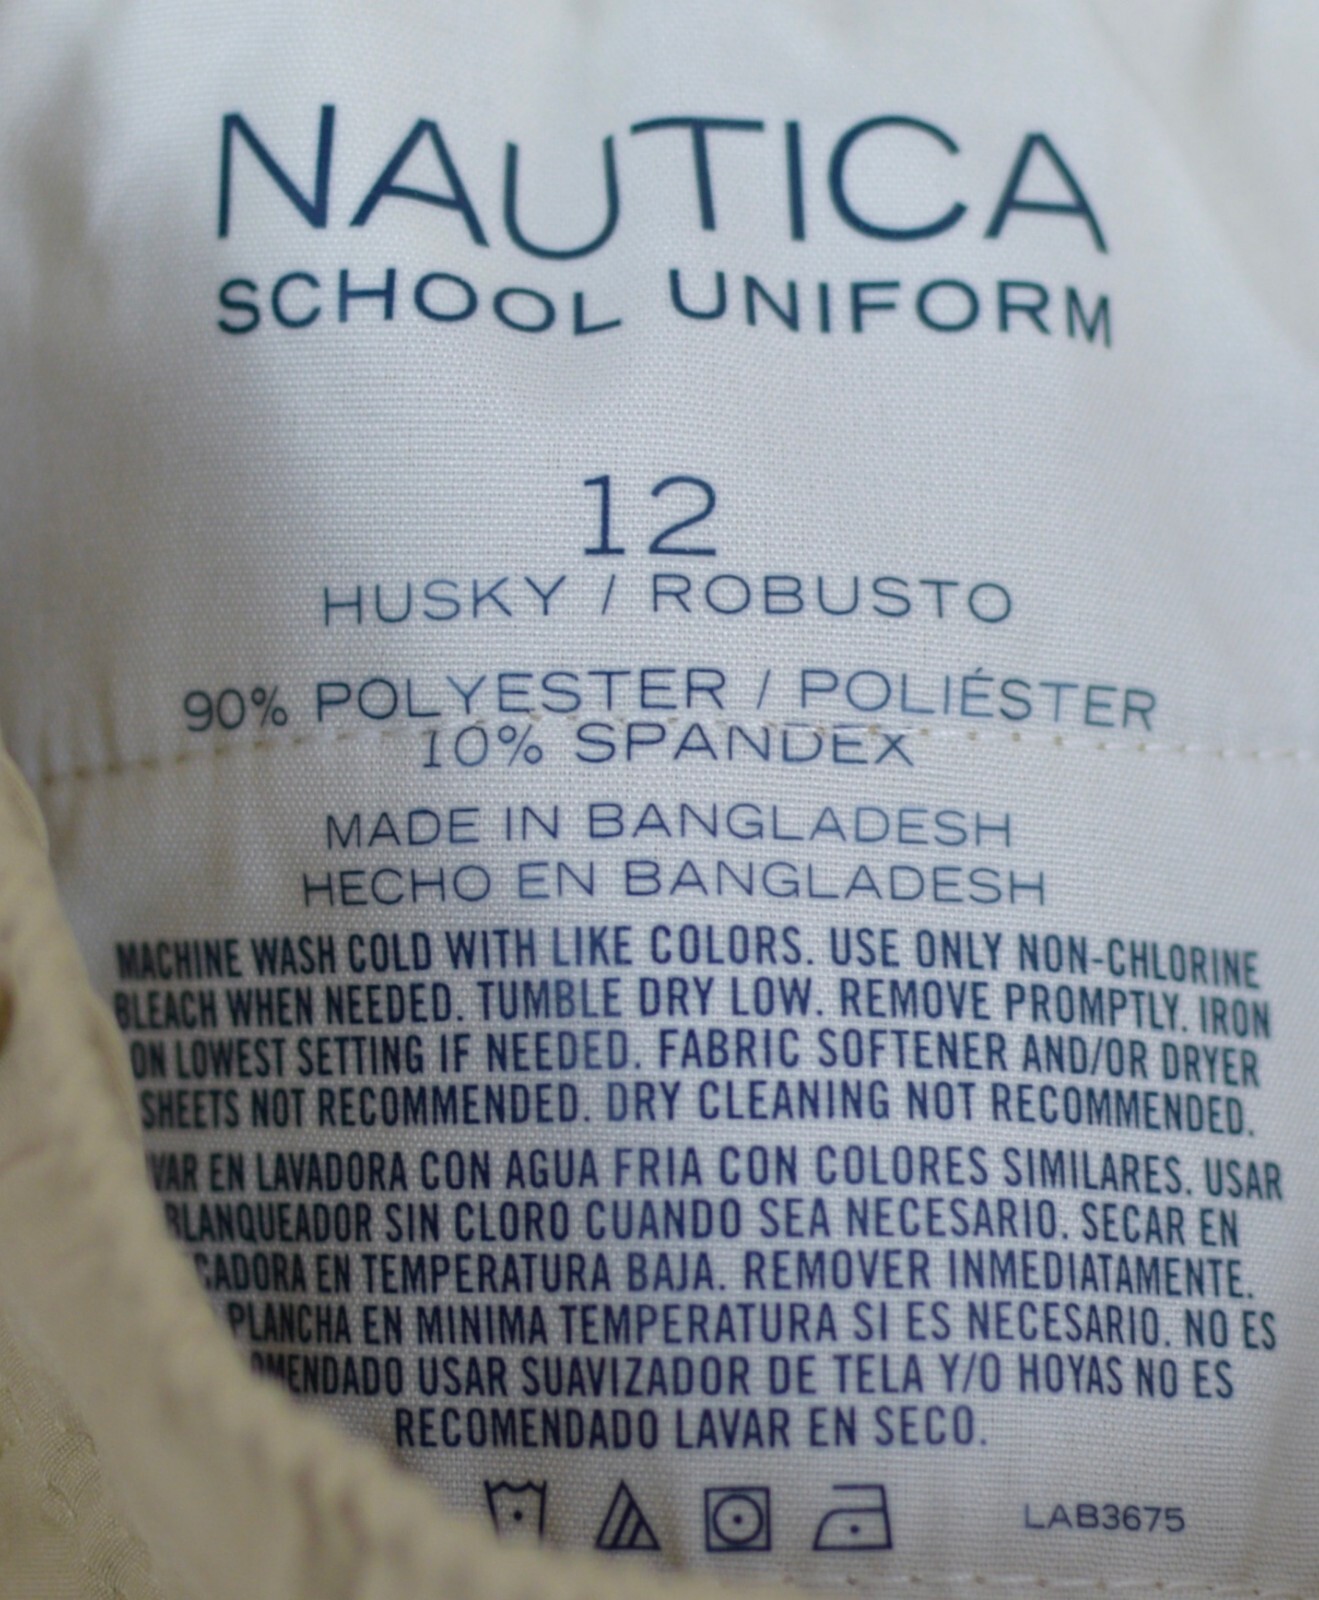 NAUTICA
SCHOOL UNIFORM
12
HUSKY / ROBUSTO
90% POLYESTER / POLIÉSTER
10% SPANDEX
MADE IN BANGLADESH
HECHO EN BANGLADESH
MACHINE WASH COLD WITH LIKE COLORS. USE ONLY NON-CHLORINE
BLEACH WHEN NEEDED. TUMBLE DRY LOW. REMOVE PROMPTLY. IRON
ON LOWEST SETTING IF NEEDED. FABRIC SOFTENER AND/OR DRYER
SHEETS NOT RECOMMENDED. DRY CLEANING NOT RECOMMENDED.
EN LAVADORA CON AGUA FRIA CON COLORES SIMILARES. USAR
BLANQUEADOR SIN CLORO CUANDO SEA NECESARIO. SECAR EN
EN TEMPERATURA BAJA. REMOVER INMEDIATAMENTE.
PLANCHA EN MINIMA TEMPERATURA SI ES NECESARIO. NO ES
USAR SUAVIZADOR DE TELA Y/O HOYAS NO ES
RECOMENDADO LAVAR EN SECO.
LAB3675